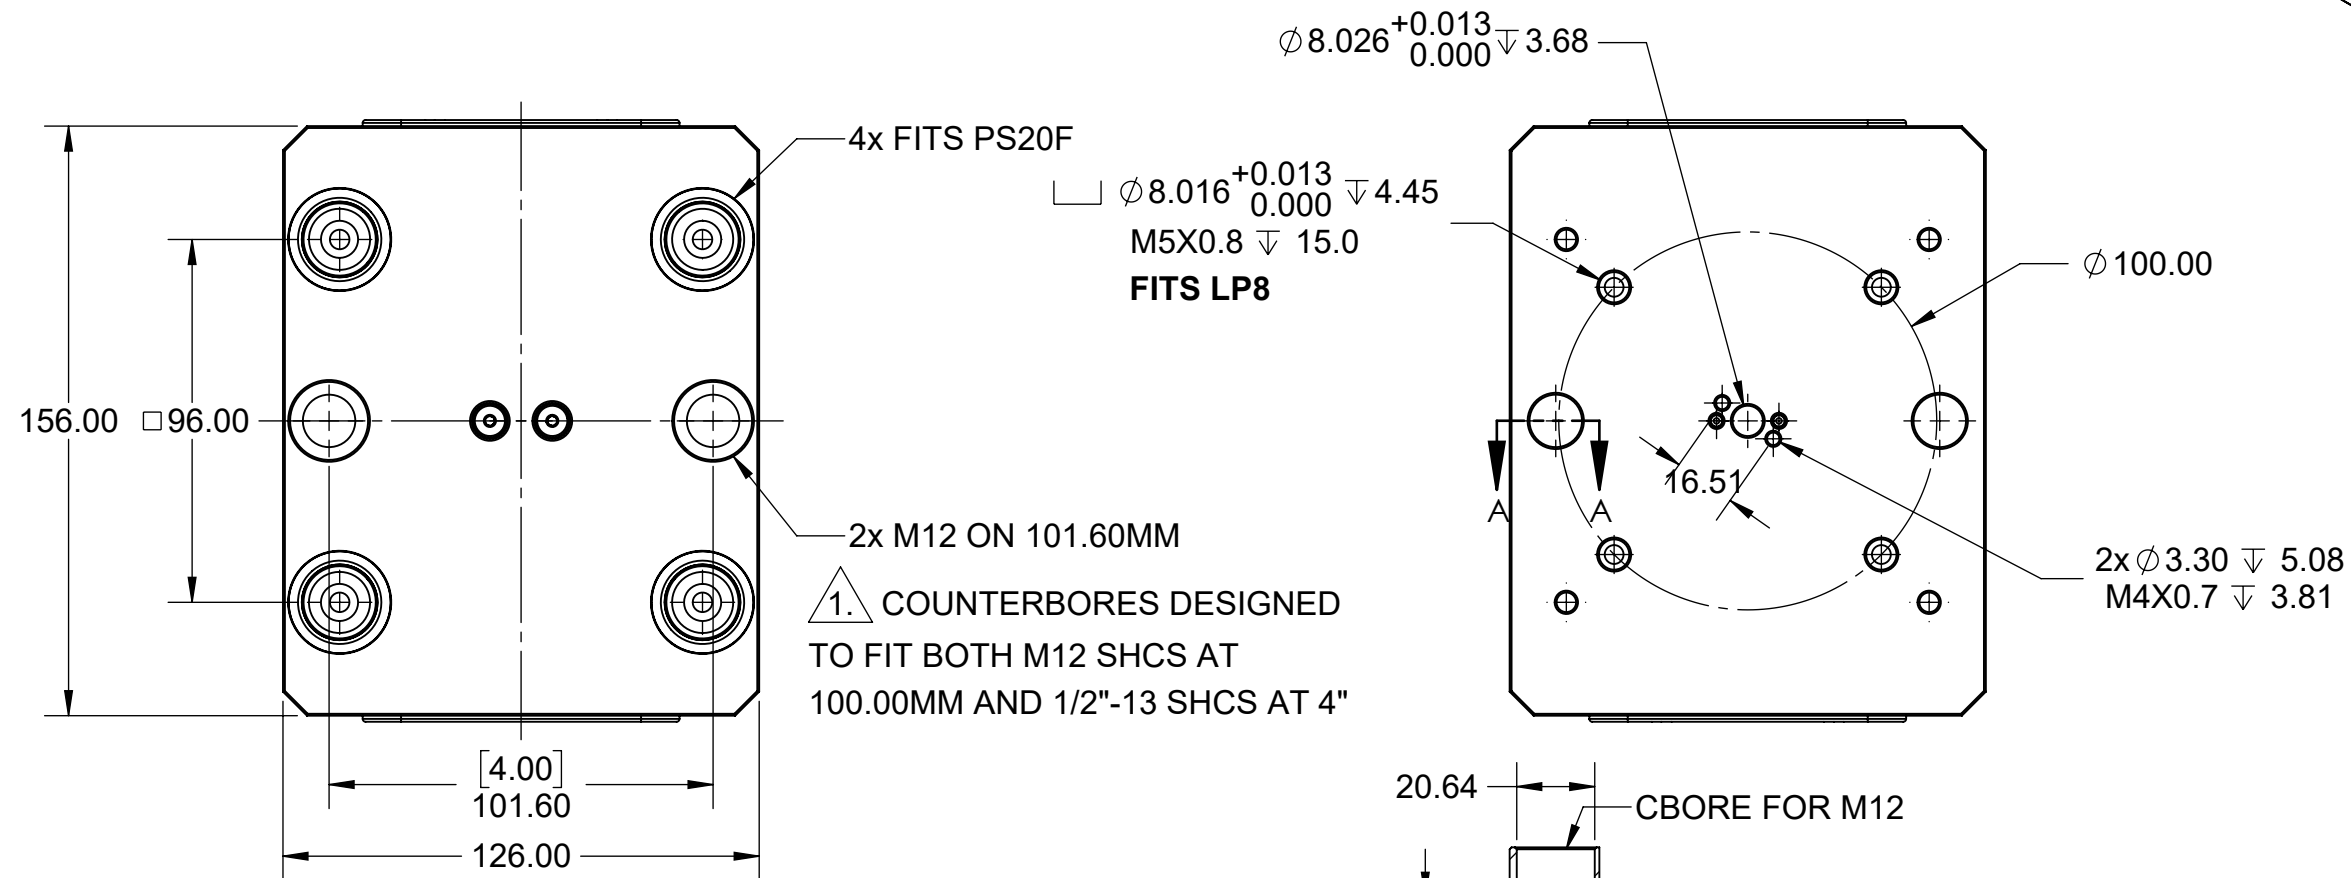 ⌀8.026 +0.013 0.000 ↧ 3.68
4x FITS PS20F
⌴ ⌀8.016 +0.013 0.000 ↧ 4.45
M5X0.8 ↧ 15.0
FITS LP8
⌀100.00
156.00 □96.00
16.51
A A
2x M12 ON 101.60MM
1. COUNTERBORES DESIGNED
TO FIT BOTH M12 SHCS AT
100.00MM AND 1/2"-13 SHCS AT 4"
2x ⌀3.30 ↧ 5.08
M4X0.7 ↧ 3.81
[4.00]
101.60
126.00
20.64
CBORE FOR M12